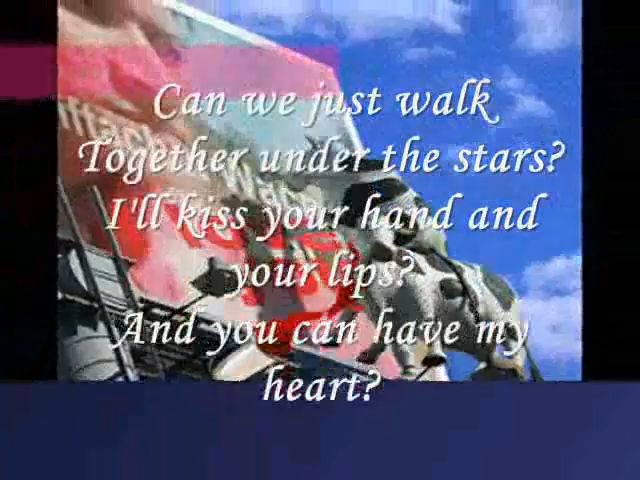 Can we just walk
Together under the stars?
I'll kiss your hand and
your lips?
And you can have my
heart?